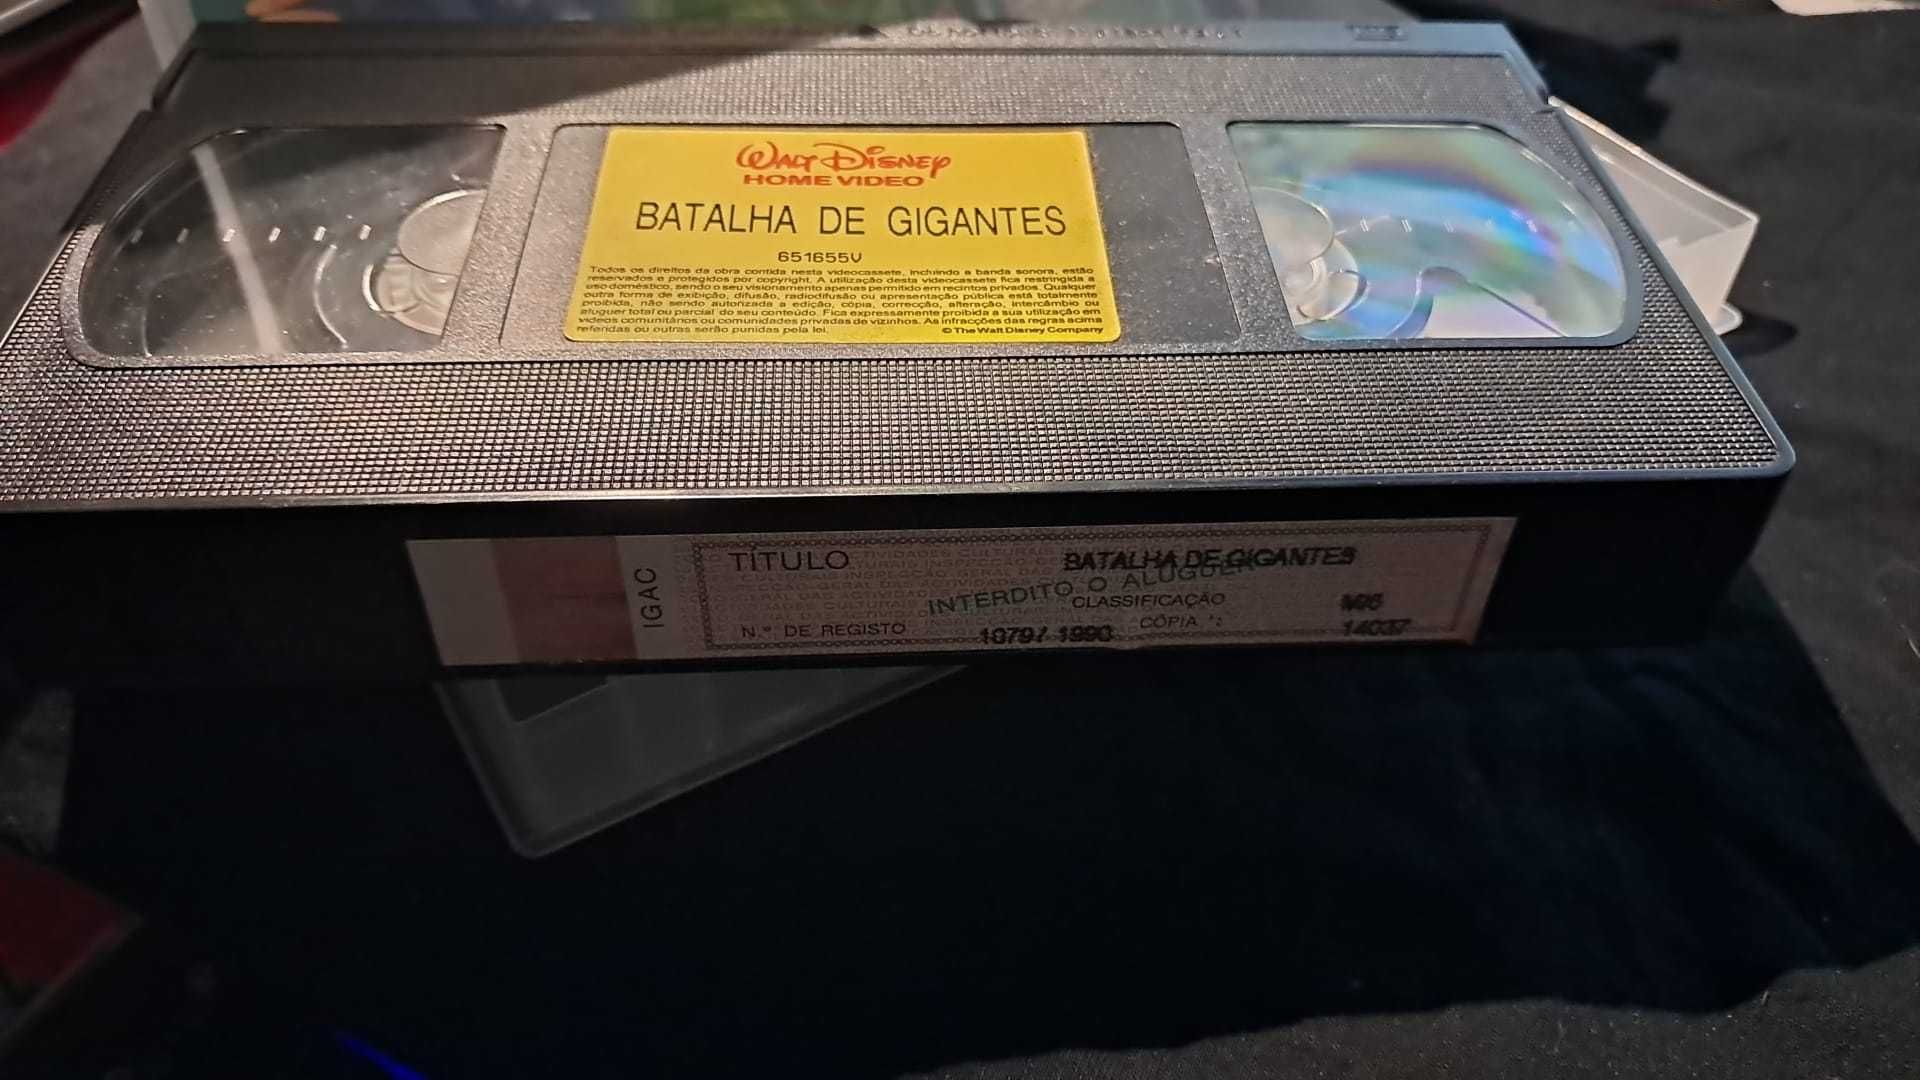 WALT DISNEY
HOME VIDEO
BATALHA DE GIGANTES
651655V
Todos os direitos da obra contida nesta videocassete, incluindo a banda sonora, estão
reservados e protegidos por copyright. A utilização desta videocassete fica restringida a
uso doméstico, sendo o seu visionamento apenas permitido em recintos privados. Qualquer
outra forma de exibição, difusão, radiodifusão ou apresentação pública está totalmente
proibida, não sendo autorizada a edição, cópia, correcção, alteração, intercâmbio ou
aluguer total ou parcial do seu conteúdo. Fica expressamente proibida a sua utilização em
vídeos comunitários ou comunidades privadas de vizinhos. As infracções das regras acima
referidas ou outras serão punidas pela lei.
© The Walt Disney Company
IGAC
TÍTULO BATALHA DE GIGANTES
INTERDITO O ALUGUER
CLASSIFICAÇÃO M/6
N.º DE REGISTO 1079/ 1990 CÓPIA 14037